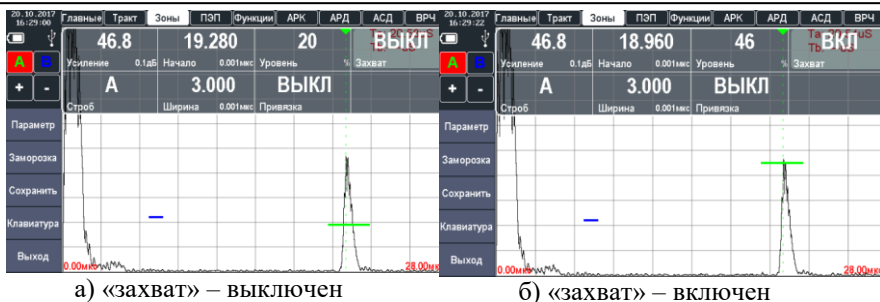 20.10.2017
16:29:00
Главные Тракт Зоны ПЭП Функции АРК АРД АСД ВРЧ
A B
46.8 19.280 20 ВЫКЛ
Усиление 0.1дБ Начало 0.001мкс Уровень % Захват
+ -
A 3.000 ВЫКЛ
Строб Ширина 0.001мкс Привязка
Параметр
Заморозка
Сохранить
Клавиатура
Выход
0.00мкс 28.00мкс
а) «захват» – выключен
20.10.2017
16:29:22
Главные Тракт Зоны ПЭП Функции АРК АРД АСД ВРЧ
A B
46.8 18.960 46 ВКЛ
Усиление 0.1дБ Начало 0.001мкс Уровень % Захват
+ -
A 3.000 ВЫКЛ
Строб Ширина 0.001мкс Привязка
Параметр
Заморозка
Сохранить
Клавиатура
Выход
0.00мкс 28.00мкс
б) «захват» – включен